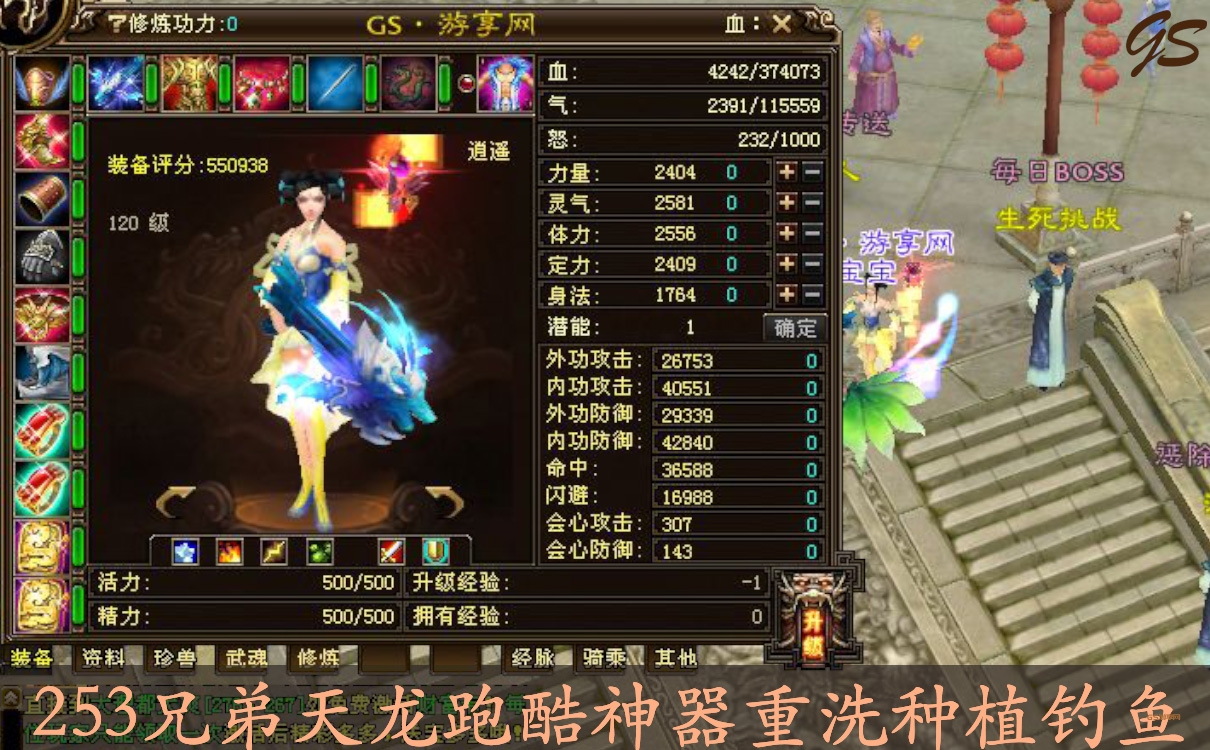 ?修炼功力:0
GS·游享网
血:
GS
血: 4242/374073
气: 2391/115559
怒: 232/1000
传送
装备评分:550938
逍遥
120 级
力量: 2404 0
灵气: 2581 0
体力: 2556 0
定力: 2409 0
身法: 1764 0
潜能: 1 确定
每日BOSS
生死挑战
·游享网
宝宝
外功攻击: 26753 0
内功攻击: 40551 0
外功防御: 29339 0
内功防御: 42840 0
命中: 36588 0
闪避: 16988 0
会心攻击: 307 0
会心防御: 143 0
恶除
活力: 500/500 升级经验: -1
精力: 500/500 拥有经验: 0
升级
装备 资料 珍兽 武魂 修炼 经脉 骑乘 其他
253兄弟天龙跑酷神器重洗种植钓鱼